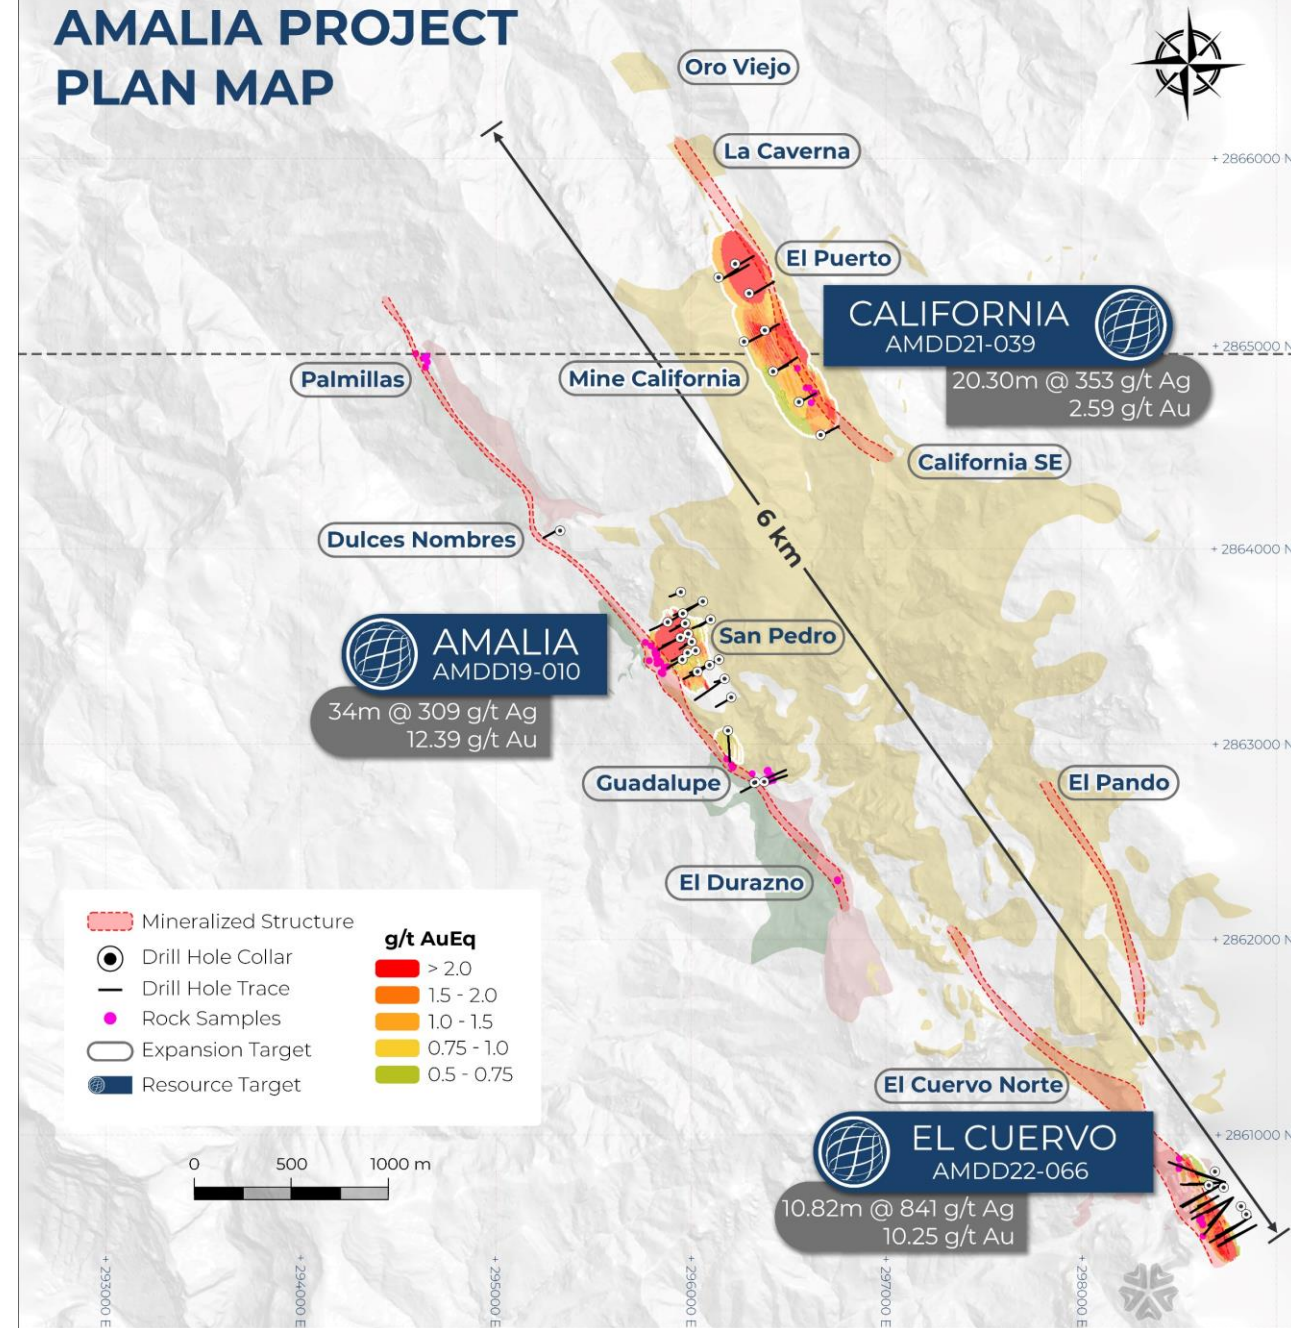 AMALIA PROJECT
PLAN MAP
Oro Viejo
La Caverna
+ 2866000 N
El Puerto
CALIFORNIA
AMDD21-039
+ 2865000 N
20.30m @ 353 g/t Ag
2.59 g/t Au
Palmillas
Mine California
California SE
6 km
Dulces Nombres
+ 2864000 N
AMALIA
AMDD19-010
San Pedro
34m @ 309 g/t Ag
12.39 g/t Au
+ 2863000 N
Guadalupe
El Pando
El Durazno
+ 2862000 N
Mineralized Structure
Drill Hole Collar
Drill Hole Trace
Rock Samples
Expansion Target
Resource Target
g/t AuEq
> 2.0
1.5 - 2.0
1.0 - 1.5
0.75 - 1.0
0.5 - 0.75
El Cuervo Norte
EL CUERVO
AMDD22-066
+ 2861000 N
10.82m @ 841 g/t Ag
10.25 g/t Au
0 500 1000 m
+ 293000 E
+ 294000 E
+ 295000 E
+ 296000 E
+ 297000 E
+ 298000 E